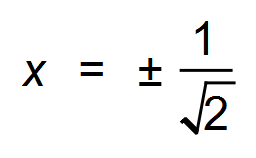 x = ± 1/√2